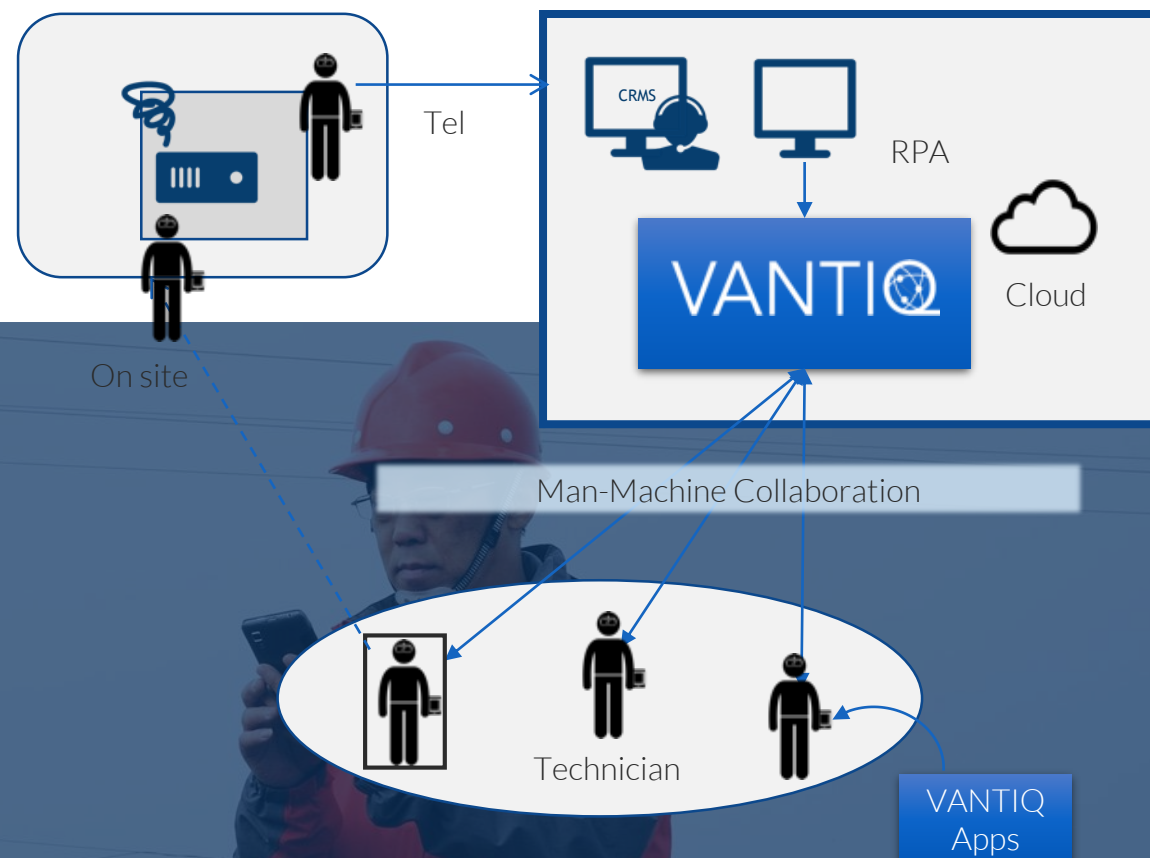 CRMS
Tel
RPA
VANTIQ
Cloud
On site
Man-Machine Collaboration
Technician
VANTIQ
Apps